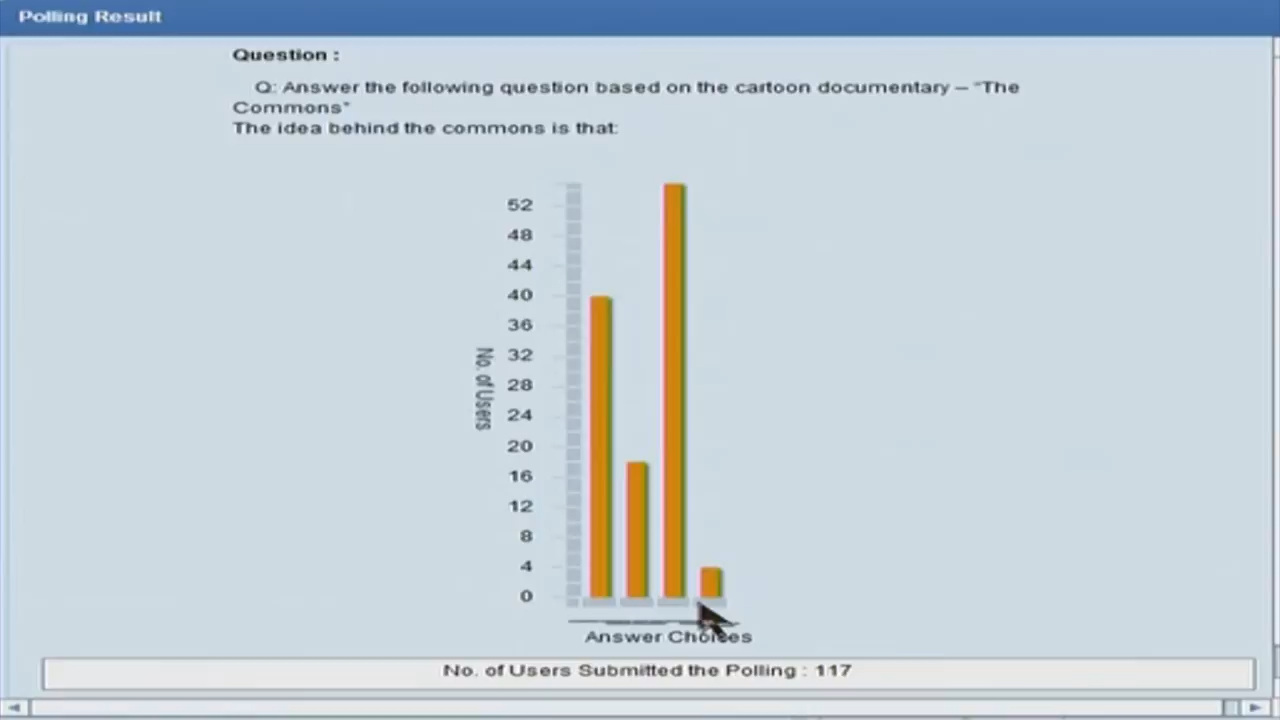 Polling Result
Question :
Q: Answer the following question based on the cartoon documentary – "The
Commons"
The idea behind the commons is that:
52
48
44
40
36
32
28
24
20
16
12
8
4
0
No. of Users
Answer Choices
No. of Users Submitted the Polling : 117